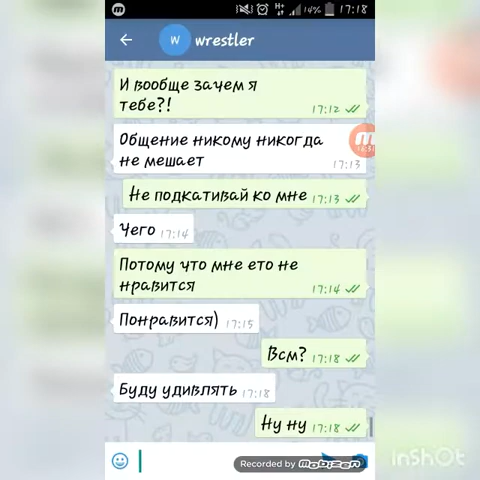 H+ 14% 17:18
w wrestler
И вообще зачем я
тебе?!
17:12
Общение никому никогда
не мешает
17:13
Не подкатывай ко мне 17:13
Чего 17:14
Потому что мне ето не
нравится
17:14
Понравится) 17:15
Всм? 17:18
Буду удивлять 17:18
Ну ну 17:18
Recorded by mobizen
inShOt